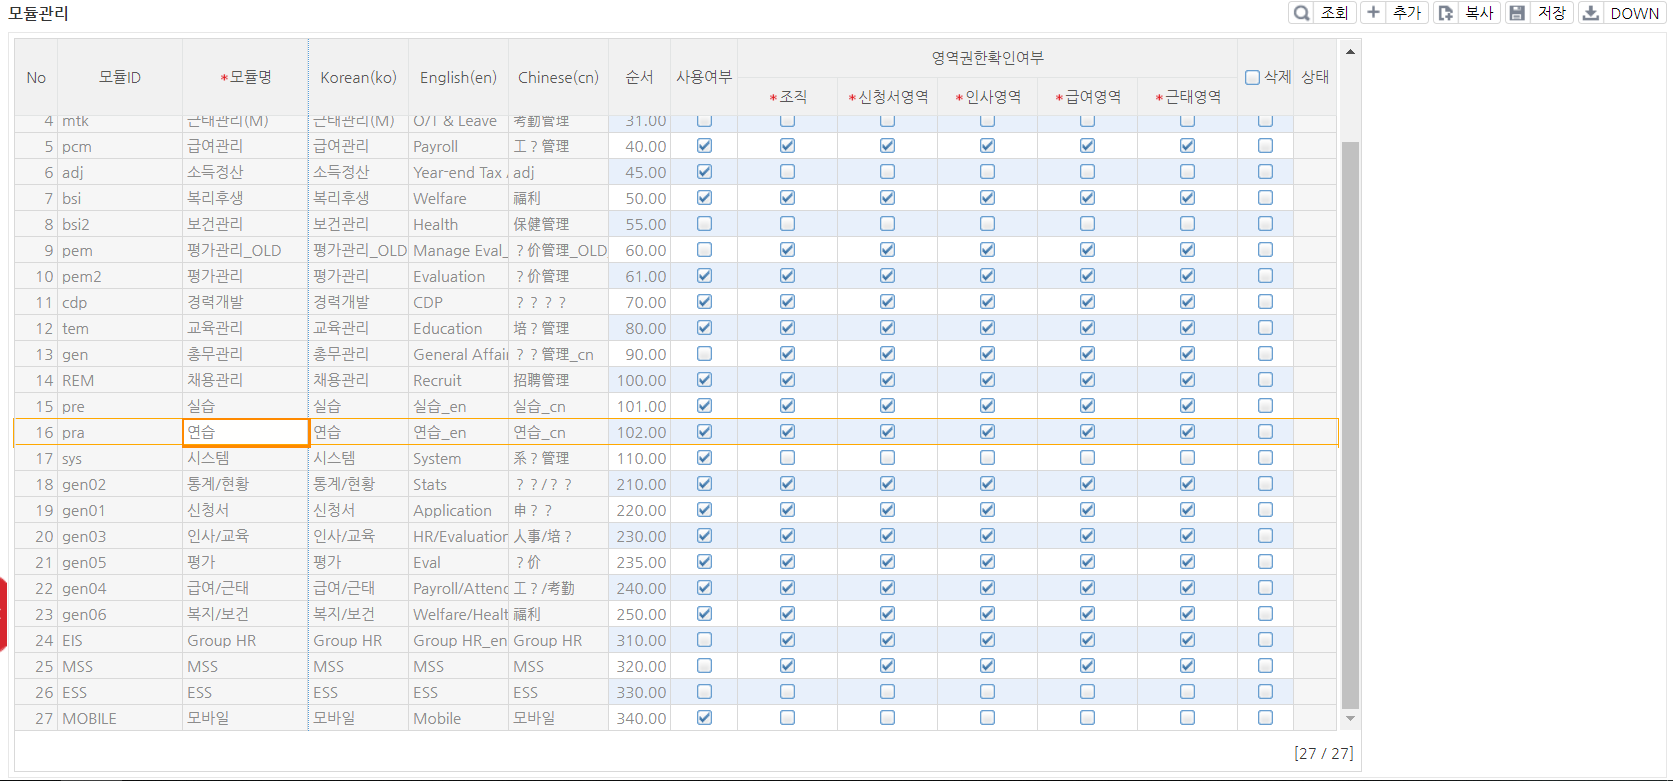 모듈관리
조회 추가 복사 저장 DOWN
No 모듈ID *모듈명 Korean(ko) English(en) Chinese(cn) 순서 사용여부 영역권한확인여부 삭제 상태
*조직 *신청서영역 *인사영역 *급여영역 *근태영역
4 mtk 근태관리(M) 근태관리(M) O/T & Leave 考勤管理 31.00
5 pcm 급여관리 급여관리 Payroll 工？管理 40.00
6 adj 소득정산 소득정산 Year-end Tax adj 45.00
7 bsi 복리후생 복리후생 Welfare 福利 50.00
8 bsi2 보건관리 보건관리 Health 保健管理 55.00
9 pem 평가관리_OLD 평가관리_OLD Manage Eval_ ？价管理_OLD 60.00
10 pem2 평가관리 평가관리 Evaluation ？价管理 61.00
11 cdp 경력개발 경력개발 CDP ？？？？ 70.00
12 tem 교육관리 교육관리 Education 培？管理 80.00
13 gen 총무관리 총무관리 General Affai ？？管理_cn 90.00
14 REM 채용관리 채용관리 Recruit 招聘管理 100.00
15 pre 실습 실습 실습_en 실습_cn 101.00
16 pra 연습 연습 연습_en 연습_cn 102.00
17 sys 시스템 시스템 System 系？管理 110.00
18 gen02 통계/현황 통계/현황 Stats ？？/？？ 210.00
19 gen01 신청서 신청서 Application 申？？ 220.00
20 gen03 인사/교육 인사/교육 HR/Evaluation 人事/培？ 230.00
21 gen05 평가 평가 Eval ？价 235.00
22 gen04 급여/근태 급여/근태 Payroll/Attend 工？/考勤 240.00
23 gen06 복지/보건 복지/보건 Welfare/Healt 福利 250.00
24 EIS Group HR Group HR Group HR_en Group HR 310.00
25 MSS MSS MSS MSS MSS 320.00
26 ESS ESS ESS ESS ESS 330.00
27 MOBILE 모바일 모바일 Mobile 모바일 340.00
[27 / 27]